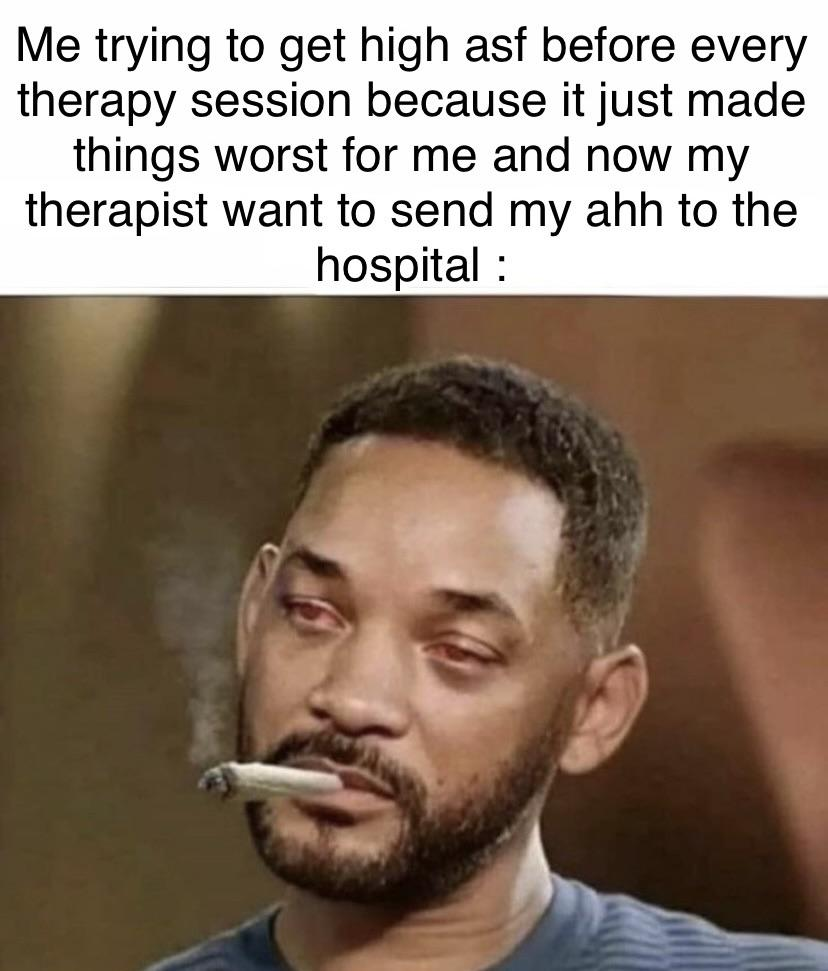 Me trying to get high asf before every
therapy session because it just made
things worst for me and now my
therapist want to send my ahh to the
hospital :